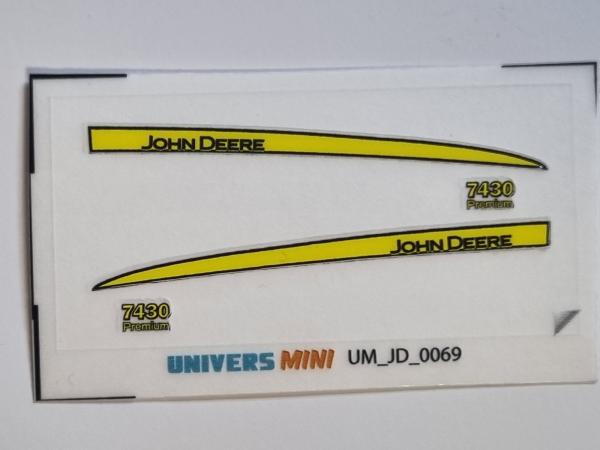 JOHN DEERE
7430
Premium
JOHN DEERE
7430
Premium
UNIVERS MINI UM_JD_0069